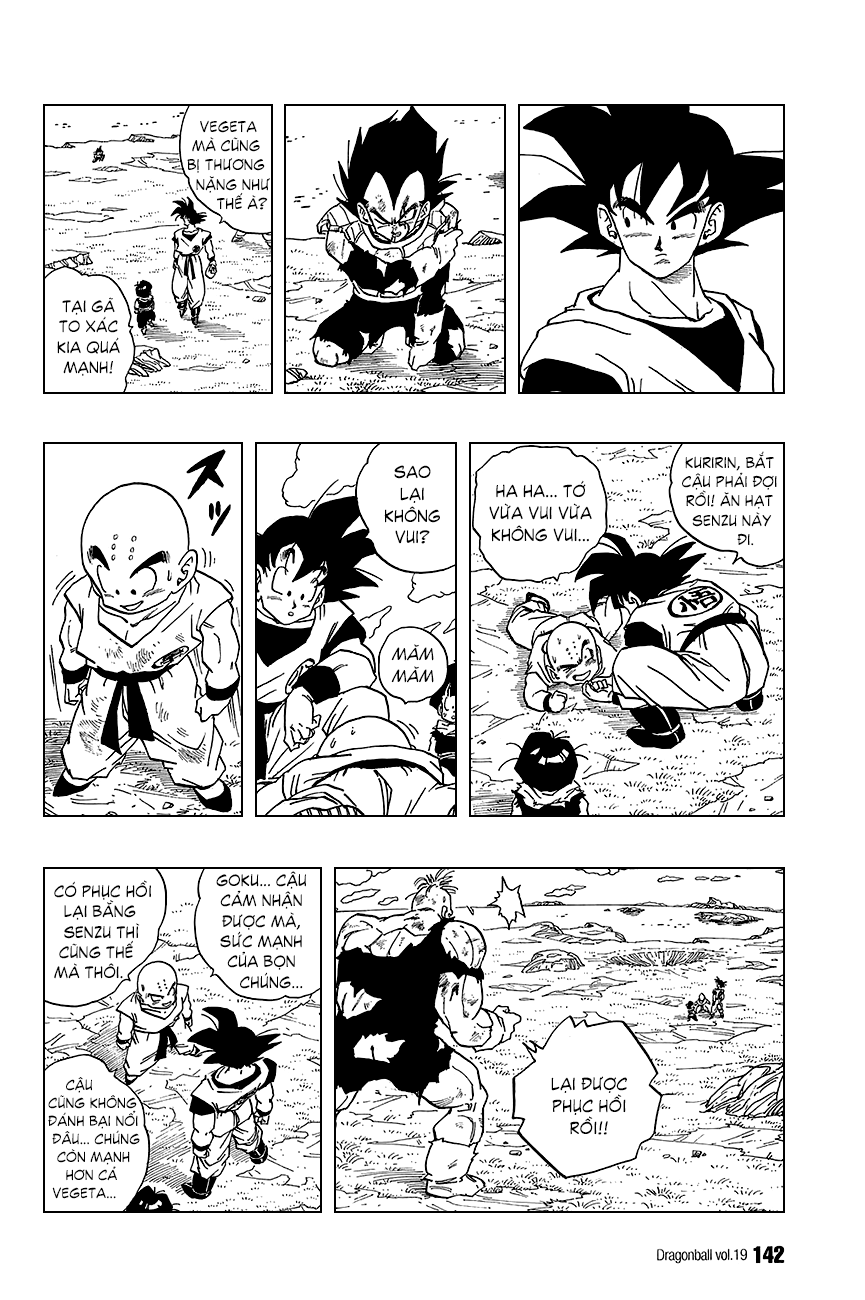 VEGETA
MÀ CŨNG
BỊ THƯƠNG
NẶNG NHƯ
THẾ À?
TẠI GÃ
TO XÁC
KIA QUÁ
MẠNH!
KURIRIN, BẮT
CẬU PHẢI ĐỢI
RỒI! ĂN HẠT
SENZU NÀY
ĐI.
HA HA... TỚ
VỪA VUI VỪA
KHÔNG VUI...
SAO
LẠI
KHÔNG
VUI?
MĂM
MĂM
スッ
悟
GOKU... CẬU
CẢM NHẬN
ĐƯỢC MÀ,
SỨC MẠNH
CỦA BỌN
CHÚNG...
CÓ PHỤC HỒI
LẠI BẰNG
SENZU THÌ
CŨNG THẾ
MÀ THÔI.
CẬU
CŨNG KHÔNG
ĐÁNH BẠI NỔI
ĐÂU... CHÚNG
CÒN MẠNH
HƠN CẢ
VEGETA...
LẠI ĐƯỢC
PHỤC HỒI
RỒI!!
Dragonball vol.19 142